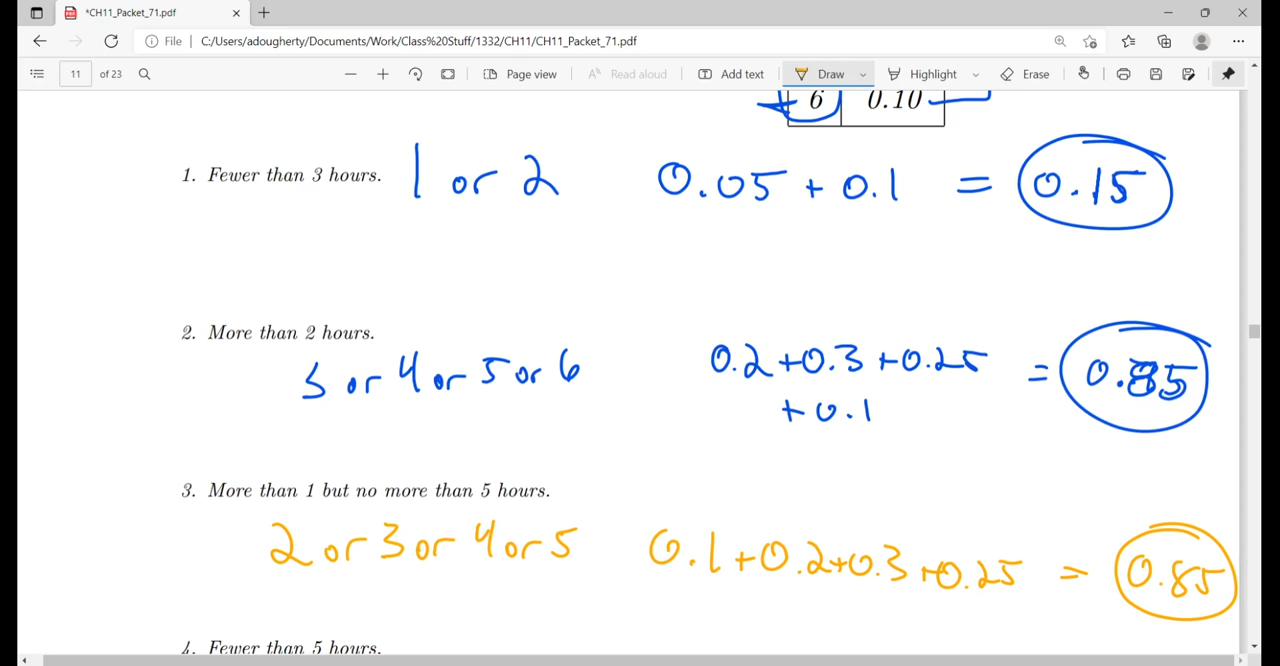 *CH11_Packet_71.pdf
File C:/Users/adougherty/Documents/Work/Class%20Stuff/1332/CH11/CH11_Packet_71.pdf
11 of 23 Page view Read aloud Add text Draw Highlight Erase
6 0.10
1. Fewer than 3 hours. 1 or 2 0.05 + 0.1 = 0.15
2. More than 2 hours.
3 or 4 or 5 or 6 0.2 + 0.3 + 0.25 = 0.85
+ 0.1
3. More than 1 but no more than 5 hours.
2 or 3 or 4 or 5 0.1 + 0.2 + 0.3 + 0.25 = 0.85
4. Fewer than 5 hours.